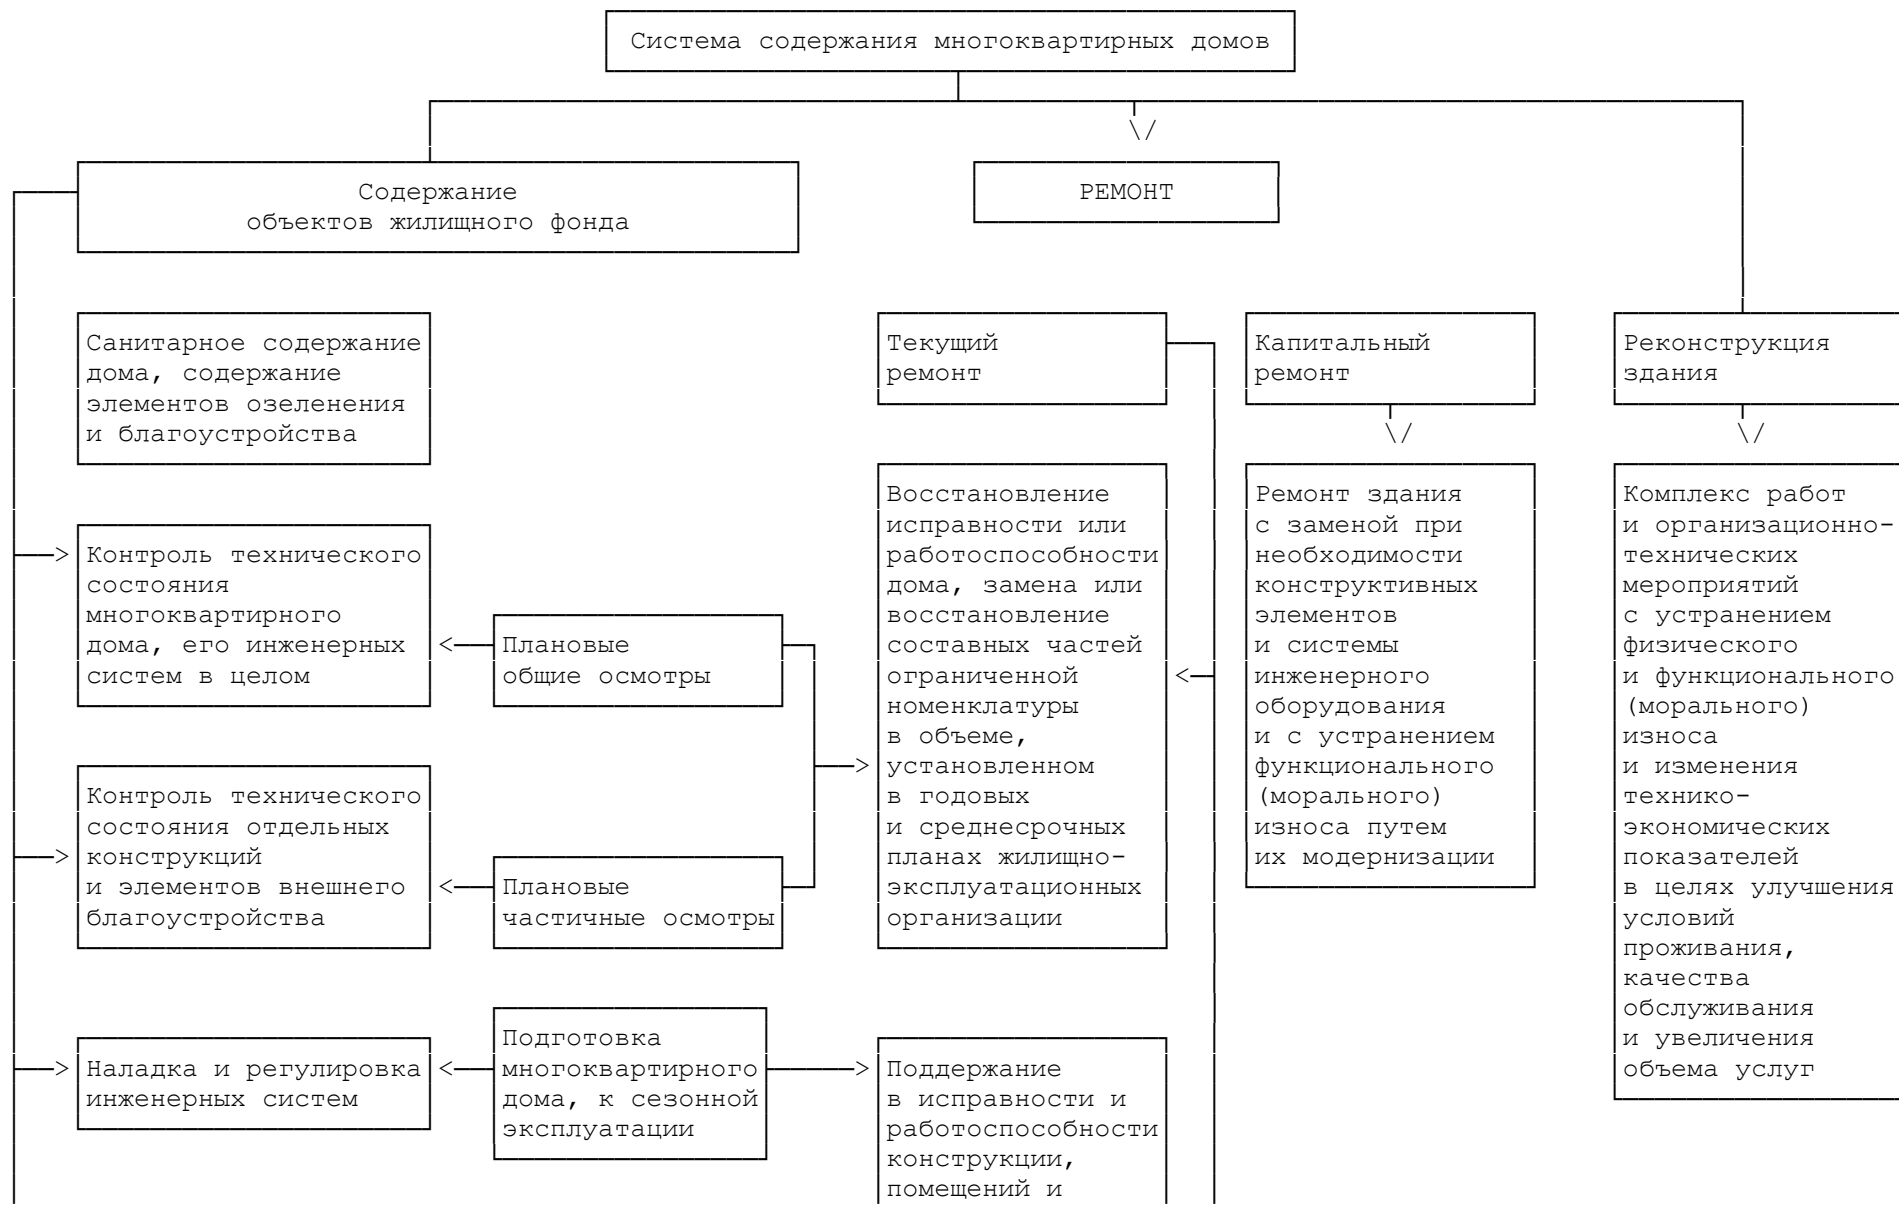 Система содержания многоквартирных домов
Содержание
объектов жилищного фонда
РЕМОНТ
Санитарное содержание
дома, содержание
элементов озеленения
и благоустройства
Текущий
ремонт
Капитальный
ремонт
Реконструкция
здания
Контроль технического
состояния
многоквартирного
дома, его инженерных
систем в целом
Плановые
общие осмотры
Контроль технического
состояния отдельных
конструкций
и элементов внешнего
благоустройства
Плановые
частичные осмотры
Восстановление
исправности или
работоспособности
дома, замена или
восстановление
составных частей
ограниченной
номенклатуры
в объеме,
установленном
в годовых
и среднесрочных
планах жилищно-
эксплуатационных
организации
Ремонт здания
с заменой при
необходимости
конструктивных
элементов
и системы
инженерного
оборудования
и с устранением
функционального
(морального)
износа путем
их модернизации
Комплекс работ
и организационно-
технических
мероприятий
с устранением
физического
и функционального
(морального)
износа
и изменения
технико-
экономических
показателей
в целях улучшения
условий
проживания,
качества
обслуживания
и увеличения
объема услуг
Наладка и регулировка
инженерных систем
Подготовка
многоквартирного
дома, к сезонной
эксплуатации
Поддержание
в исправности и
работоспособности
конструкции,
помещений и